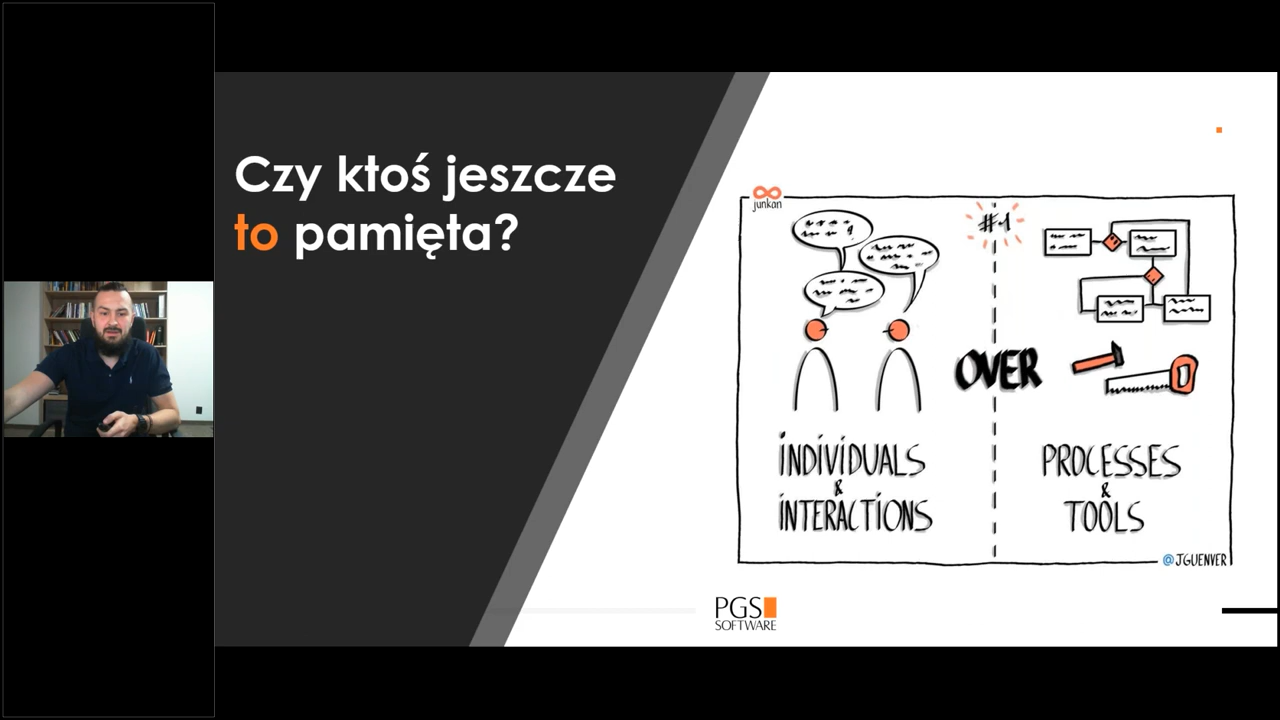 Czy ktoś jeszcze
to pamięta?
junkan
#1
OVER
INDIVIDUALS
&
INTERACTIONS
PROCESSES
&
TOOLS
@JGUENVER
PGS
SOFTWARE